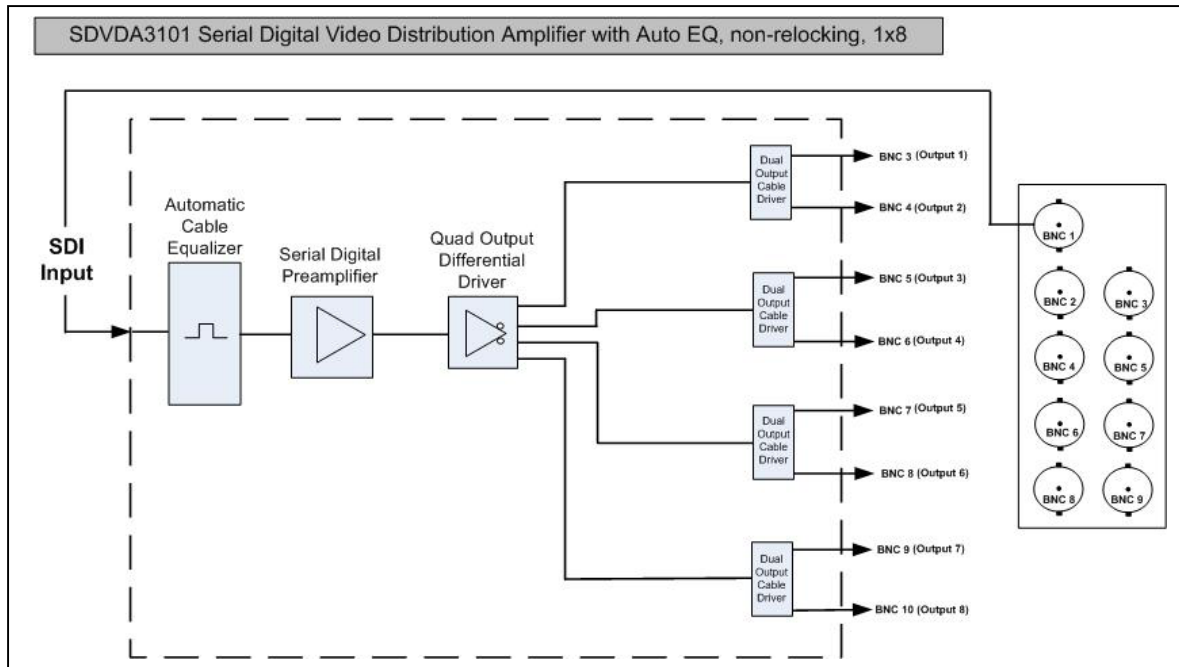 SDVDA3101 Serial Digital Video Distribution Amplifier with Auto EQ, non-relocking, 1x8
SDI
Input
Automatic
Cable
Equalizer
Serial Digital
Preamplifier
Quad Output
Differential
Driver
Dual
Output
Cable
Driver
BNC 3 (Output 1)
BNC 4 (Output 2)
Dual
Output
Cable
Driver
BNC 5 (Output 3)
BNC 6 (Output 4)
Dual
Output
Cable
Driver
BNC 7 (Output 5)
BNC 8 (Output 6)
Dual
Output
Cable
Driver
BNC 9 (Output 7)
BNC 10 (Output 8)
BNC 1
BNC 2
BNC 3
BNC 4
BNC 5
BNC 6
BNC 7
BNC 8
BNC 9